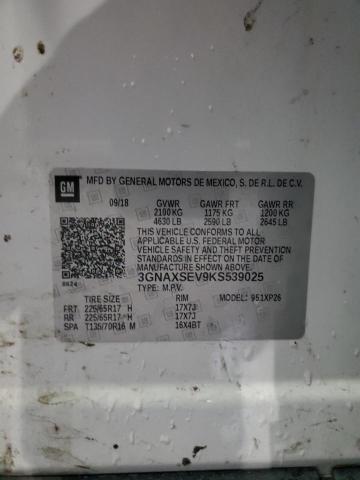 GM
MFD BY GENERAL MOTORS DE MEXICO, S. DE R.L. DE C.V.
09/18 GVWR GAWR FRT GAWR RR
2100 KG 1175 KG 1200 KG
4630 LB 2590 LB 2645 LB
THIS VEHICLE CONFORMS TO ALL
APPLICABLE U.S. FEDERAL MOTOR
VEHICLE SAFETY AND THEFT
PREVENTION STANDARDS IN EFFECT
ON THE DATE OF MANUFACTURE
SHOWN ABOVE.
3GNAXSEV9KS539025
TYPE: M.P.V. MODEL: 951XP26
TIRE SIZE RIM
FRT 225/65R17 H 17X7J
RR 225/65R17 H 17X7J
SPA T135/70R16 M 16X4BT